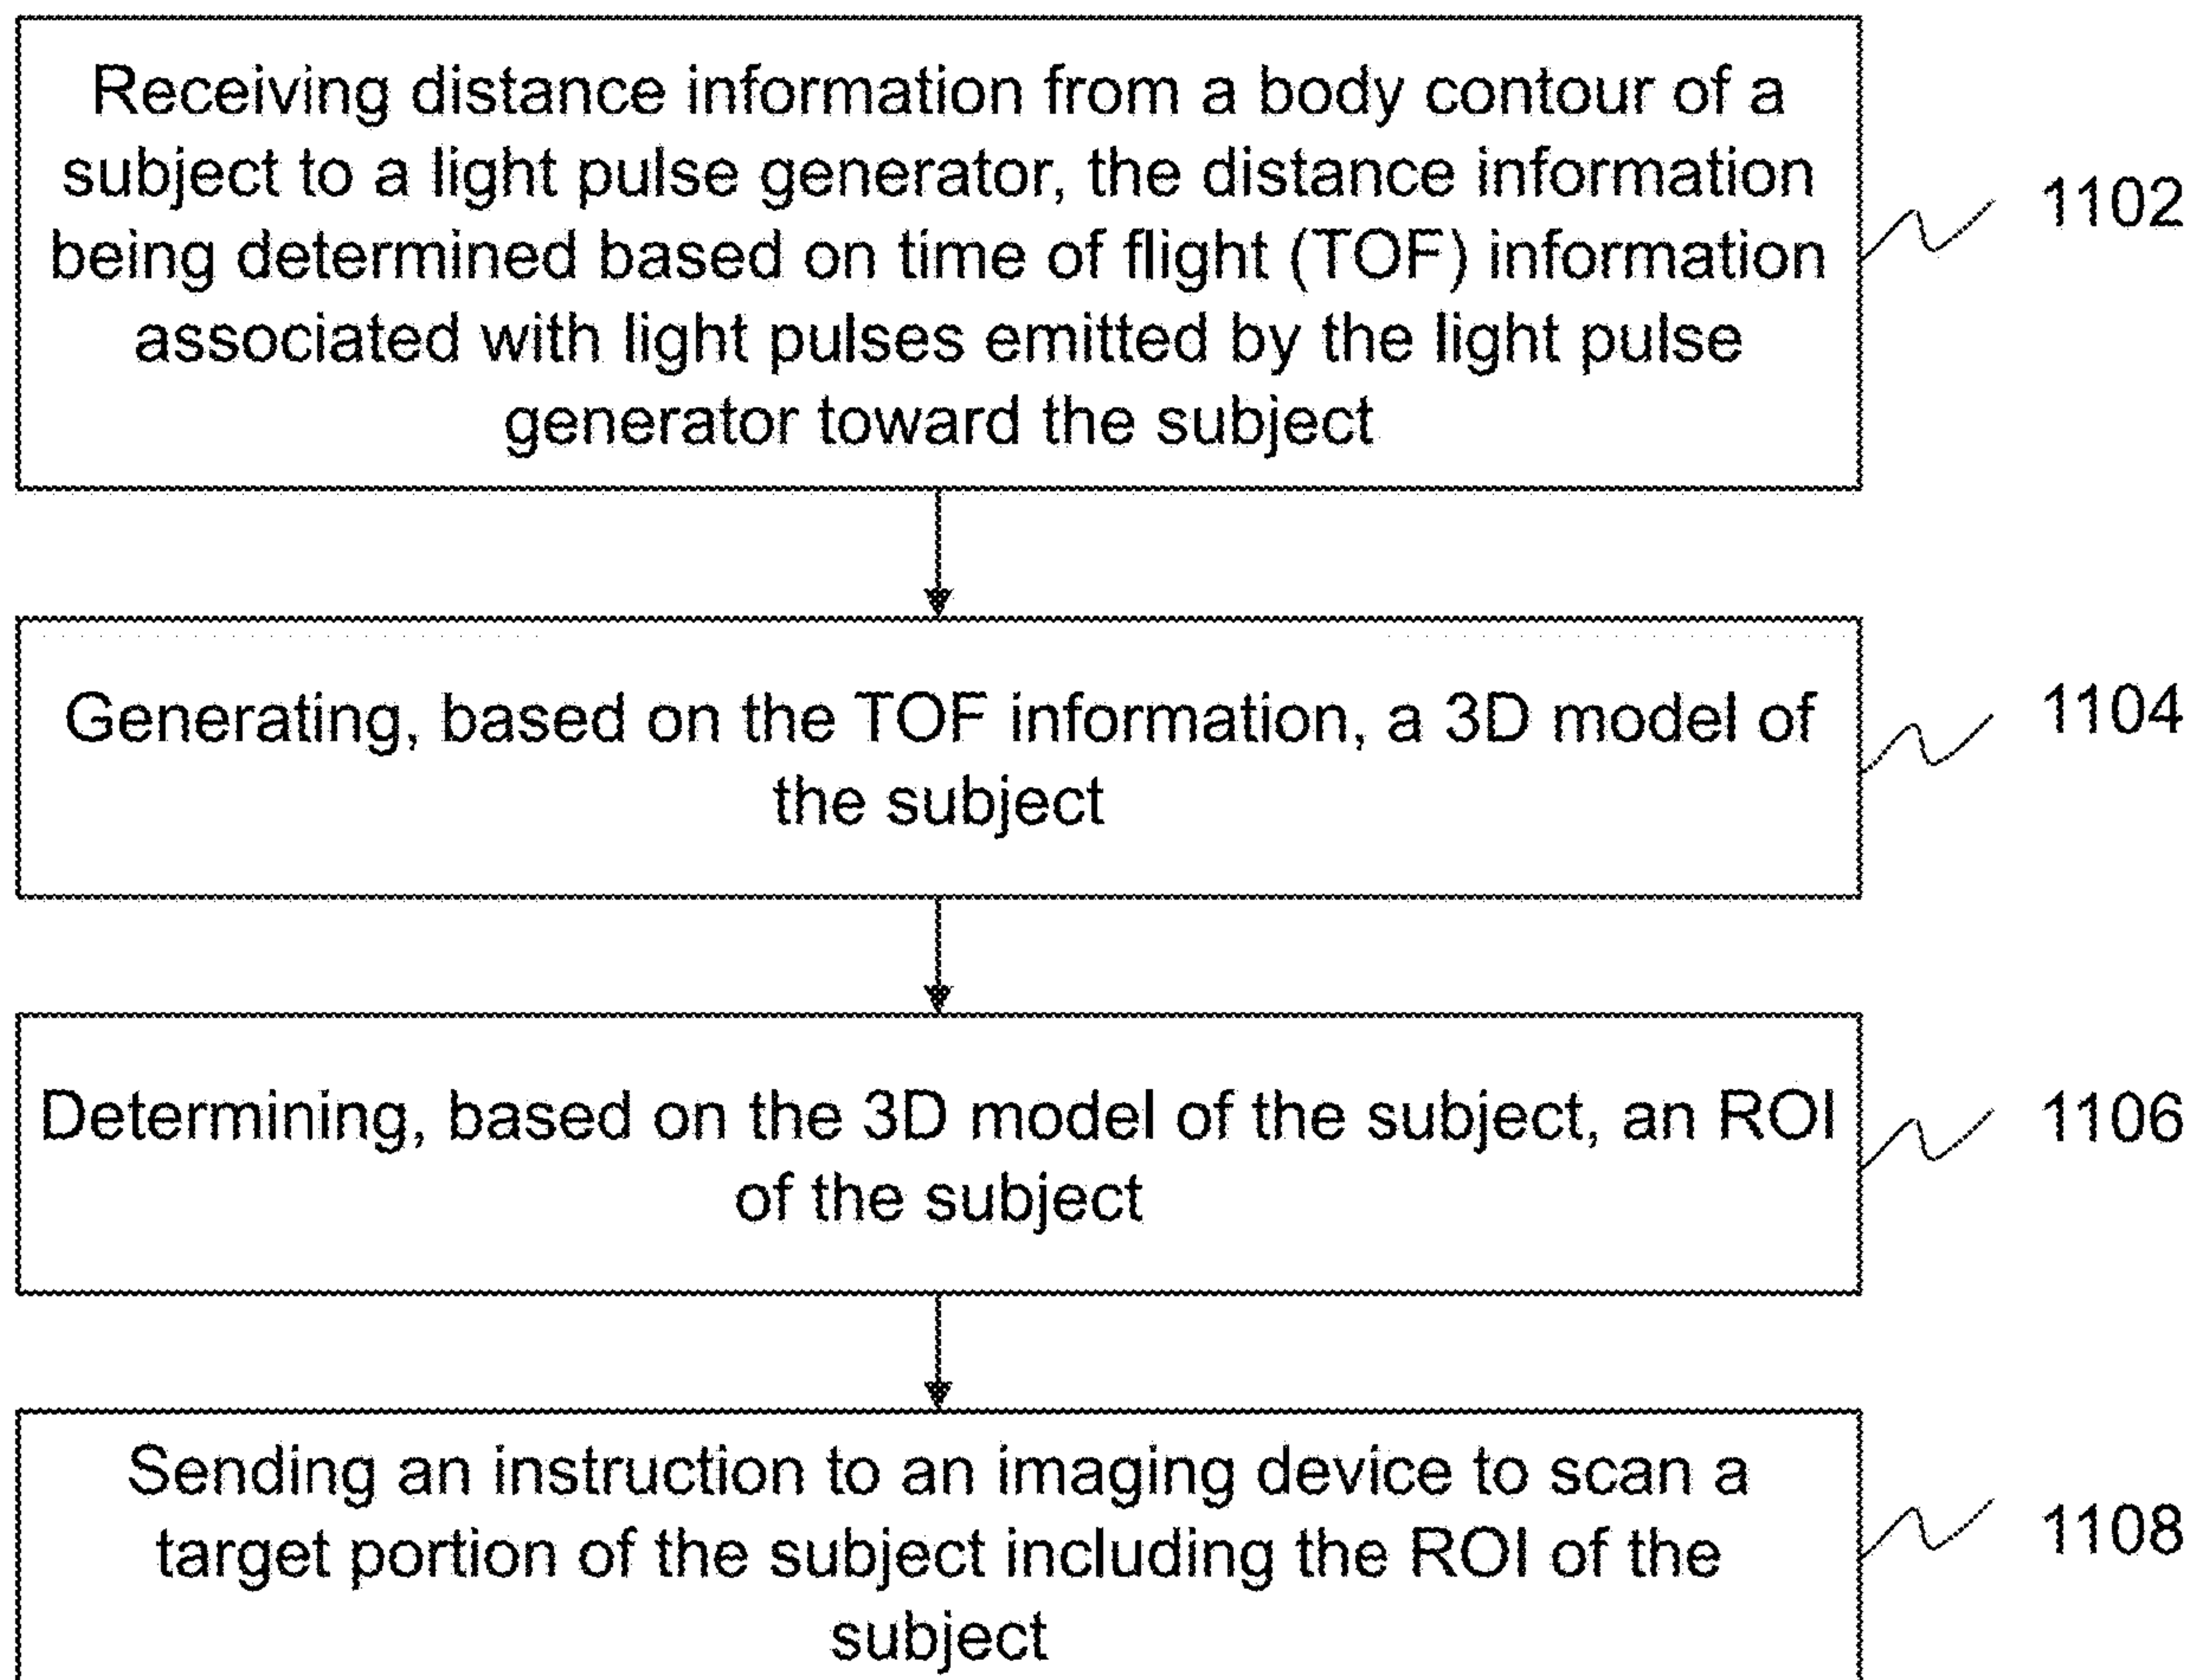 Receiving distance information from a body contour of a
subject to a light pulse generator, the distance information
being determined based on time of flight (TOF) information
associated with light pulses emitted by the light pulse
generator toward the subject
1102
Generating, based on the TOF information, a 3D model of
the subject
1104
Determining, based on the 3D model of the subject, an ROI
of the subject
1106
Sending an instruction to an imaging device to scan a
target portion of the subject including the ROI of the
subject
1108